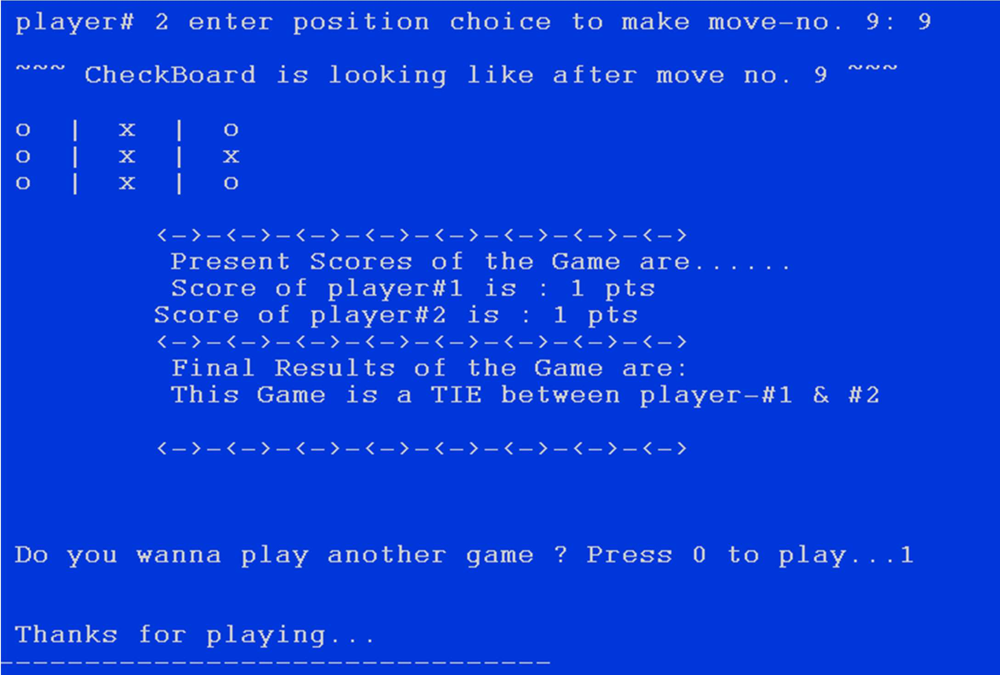 player# 2 enter position choice to make move-no. 9: 9
~~~ CheckBoard is looking like after move no. 9 ~~~
o | x | o
o | x | x
o | x | o
<->-<->-<->-<->-<->-<->-<->-<->
Present Scores of the Game are......
Score of player#1 is : 1 pts
Score of player#2 is : 1 pts
<->-<->-<->-<->-<->-<->-<->-<->
Final Results of the Game are:
This Game is a TIE between player-#1 & #2
<->-<->-<->-<->-<->-<->-<->-<->
Do you wanna play another game ? Press 0 to play...1
Thanks for playing...
--------------------------------